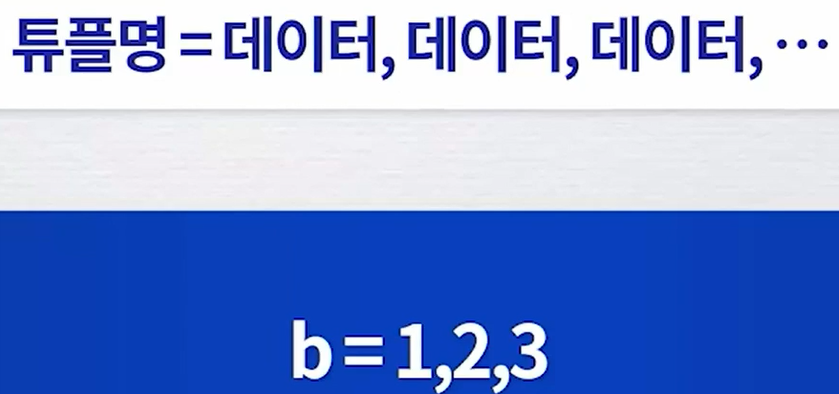 튜플명 = 데이터, 데이터, 데이터, ⋯
b = 1,2,3